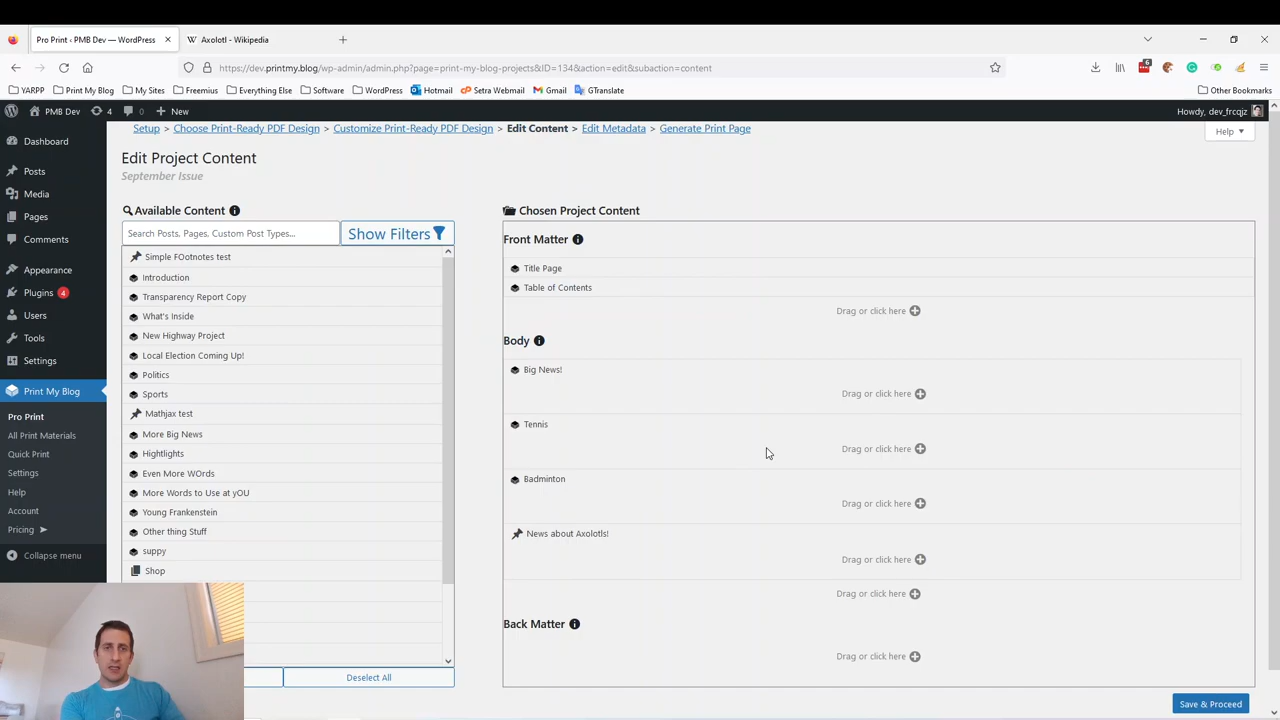 Pro Print ‹ PMB Dev — WordPress
Axolotl - Wikipedia
https://dev.printmy.blog/wp-admin/admin.php?page=print-my-blog-projects&ID=134&action=edit&subaction=content
6
YARPP
Print My Blog
My Sites
Freemius
Everything Else
Software
WordPress
Hotmail
Setra Webmail
Gmail
GTranslate
Other Bookmarks
PMB Dev
4
0
New
Howdy, dev_frcqjz
Dashboard
Posts
Media
Pages
Comments
Appearance
Plugins 4
Users
Tools
Settings
Print My Blog
Pro Print
All Print Materials
Quick Print
Settings
Help
Account
Pricing ➤
Collapse menu
Setup > Choose Print-Ready PDF Design > Customize Print-Ready PDF Design > Edit Content > Edit Metadata > Generate Print Page
Help
Edit Project Content
September Issue
Available Content
Search Posts, Pages, Custom Post Types...
Show Filters
Simple FOotnotes test
Introduction
Transparency Report Copy
What's Inside
New Highway Project
Local Election Coming Up!
Politics
Sports
Mathjax test
More Big News
Hightlights
Even More WOrds
More Words to Use at yOU
Young Frankenstein
Other thing Stuff
suppy
Shop
Deselect All
Chosen Project Content
Front Matter
Title Page
Table of Contents
Drag or click here
Body
Big News!
Drag or click here
Tennis
Drag or click here
Badminton
Drag or click here
News about Axolotls!
Drag or click here
Drag or click here
Back Matter
Drag or click here
Save & Proceed